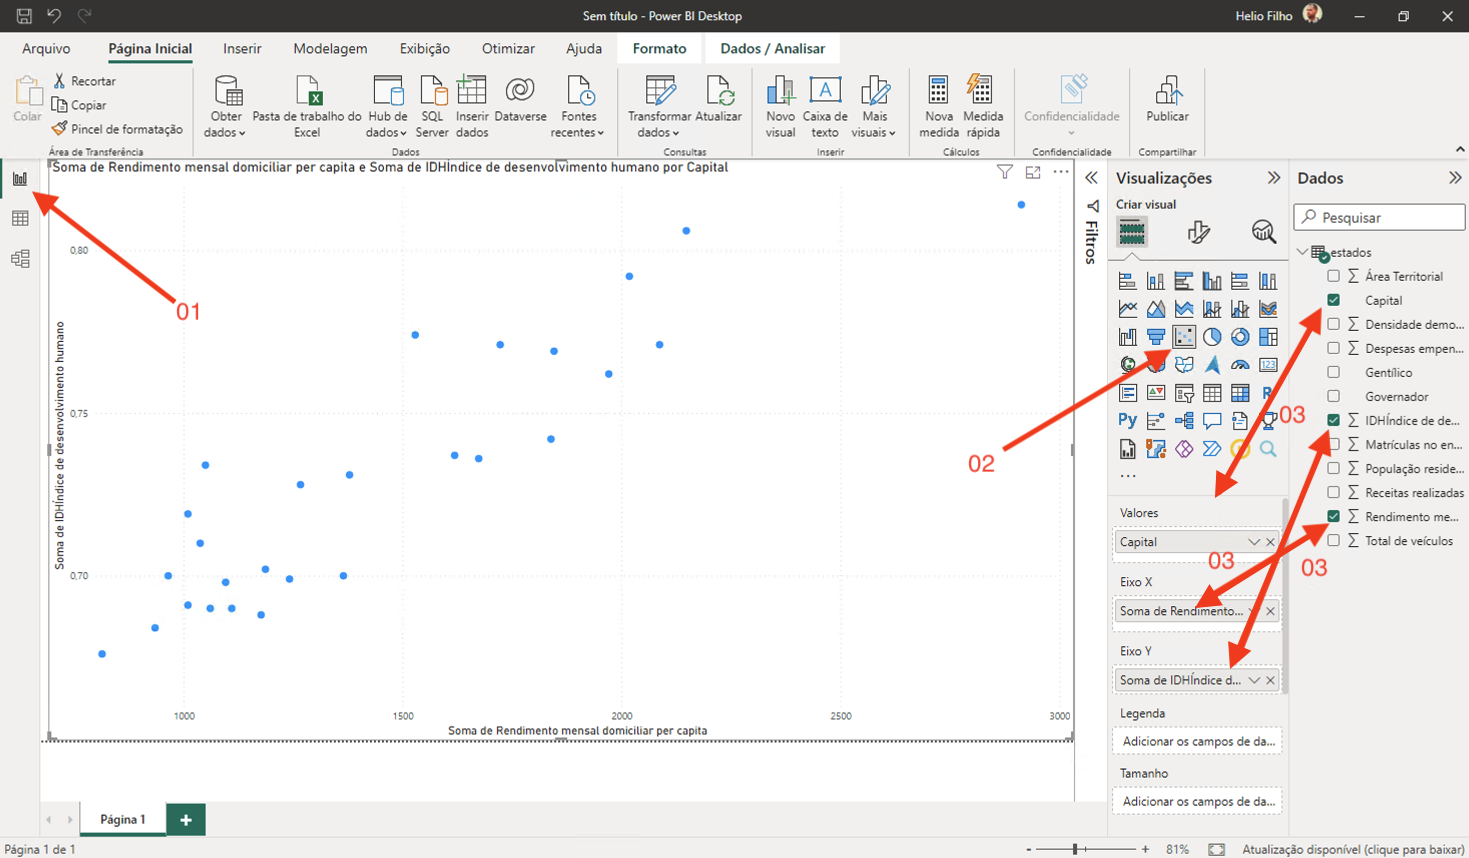 Sem título - Power BI Desktop
Helio Filho
Arquivo
Página Inicial
Inserir
Modelagem
Exibição
Otimizar
Ajuda
Formato
Dados / Analisar
Colar
Recortar
Copiar
Pincel de formatação
Área de Transferência
Obter
dados
Pasta de trabalho do
Excel
Hub de
dados
SQL
Server
Inserir
dados
Dataverse
Fontes
recentes
Dados
Transformar
dados
Atualizar
Consultas
Novo
visual
Caixa de
texto
Mais
visuais
Inserir
Nova
medida
Medida
rápida
Cálculos
Confidencialidade
Confidencialidade
Publicar
Compartilhar
Soma de Rendimento mensal domiciliar per capita e Soma de IDHÍndice de desenvolvimento humano por Capital
0,80
0,75
0,70
Soma de IDHÍndice de desenvolvimento humano
1000
1500
2000
2500
3000
Soma de Rendimento mensal domiciliar per capita
01
02
03
03
03
Filtros
Visualizações
Criar visual
123
R
Py
...
Valores
Capital
Eixo X
Soma de Rendimento...
Eixo Y
Soma de IDHÍndice d...
Legenda
Adicionar os campos de da...
Tamanho
Adicionar os campos de da...
Dados
Pesquisar
estados
Área Territorial
Capital
Densidade demo...
Despesas empen...
Gentílico
Governador
IDHÍndice de de...
Matrículas no en...
População reside...
Receitas realizadas
Rendimento me...
Total de veículos
Página 1
Página 1 de 1
- + 81%
Atualização disponível (clique para baixar)